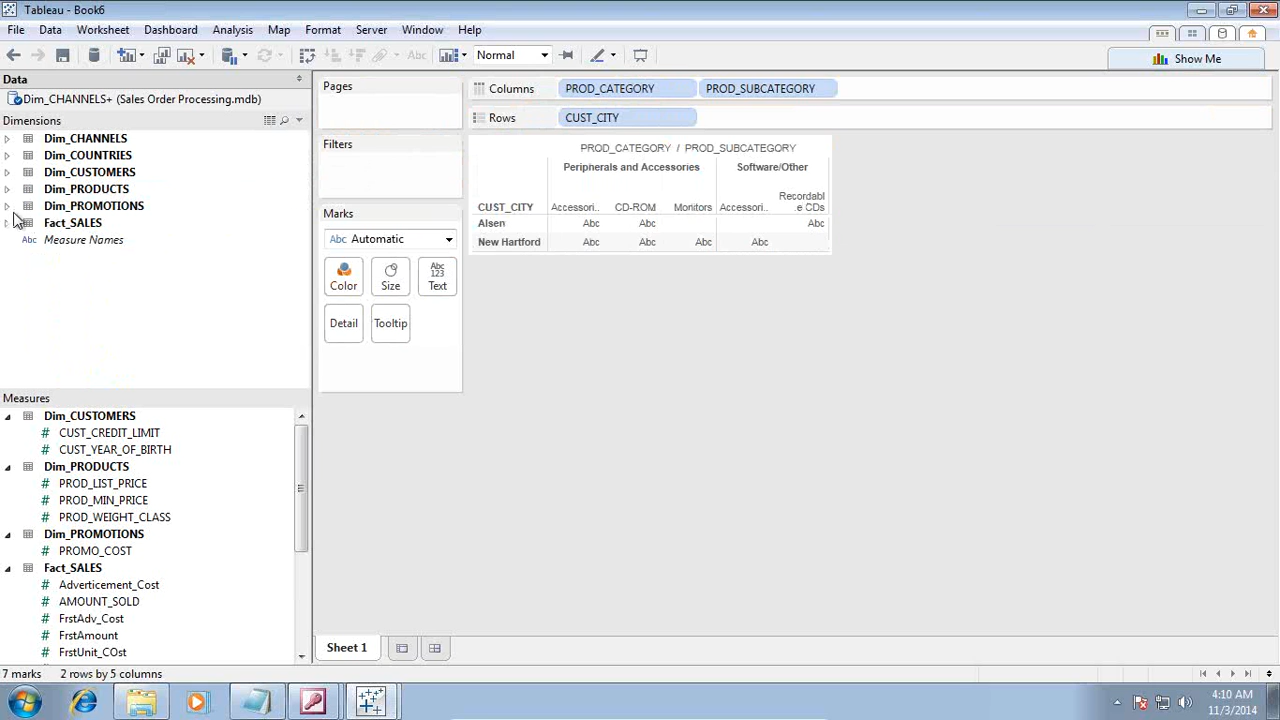 Tableau - Book6
File Data Worksheet Dashboard Analysis Map Format Server Window Help
Abc Normal
Show Me
Data
Dim_CHANNELS+ (Sales Order Processing.mdb)
Dimensions
Dim_CHANNELS
Dim_COUNTRIES
Dim_CUSTOMERS
Dim_PRODUCTS
Dim_PROMOTIONS
Fact_SALES
Abc Measure Names
Measures
Dim_CUSTOMERS
# CUST_CREDIT_LIMIT
# CUST_YEAR_OF_BIRTH
Dim_PRODUCTS
# PROD_LIST_PRICE
# PROD_MIN_PRICE
# PROD_WEIGHT_CLASS
Dim_PROMOTIONS
# PROMO_COST
Fact_SALES
# Adverticement_Cost
# AMOUNT_SOLD
# FrstAdv_Cost
# FrstAmount
# FrstUnit_COst
Pages
Filters
Marks
Abc Automatic
Color
Size
Abc
123
Text
Detail
Tooltip
Columns PROD_CATEGORY PROD_SUBCATEGORY
Rows CUST_CITY
PROD_CATEGORY / PROD_SUBCATEGORY
Peripherals and Accessories Software/Other
Recordabl
CUST_CITY Accessori.. CD-ROM Monitors Accessori.. e CDs
Alsen Abc Abc Abc
New Hartford Abc Abc Abc Abc
Sheet 1
7 marks 2 rows by 5 columns
4:10 AM
11/3/2014